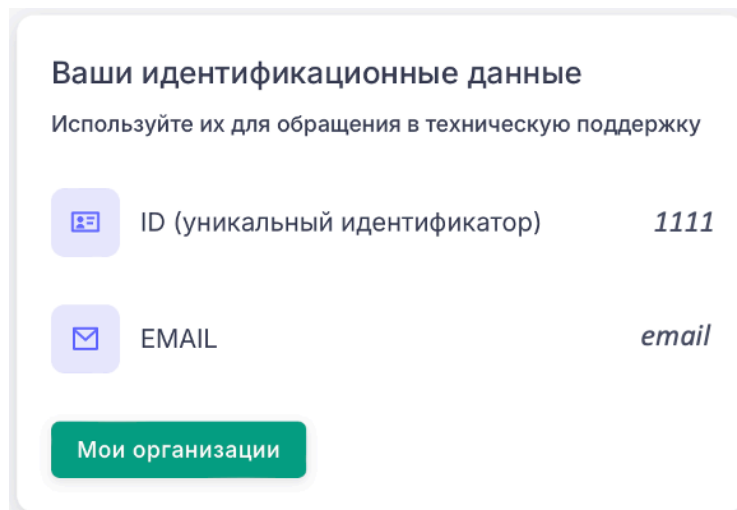 Ваши идентификационные данные
Используйте их для обращения в техническую поддержку
ID (уникальный идентификатор) 1111
EMAIL email
Мои организации